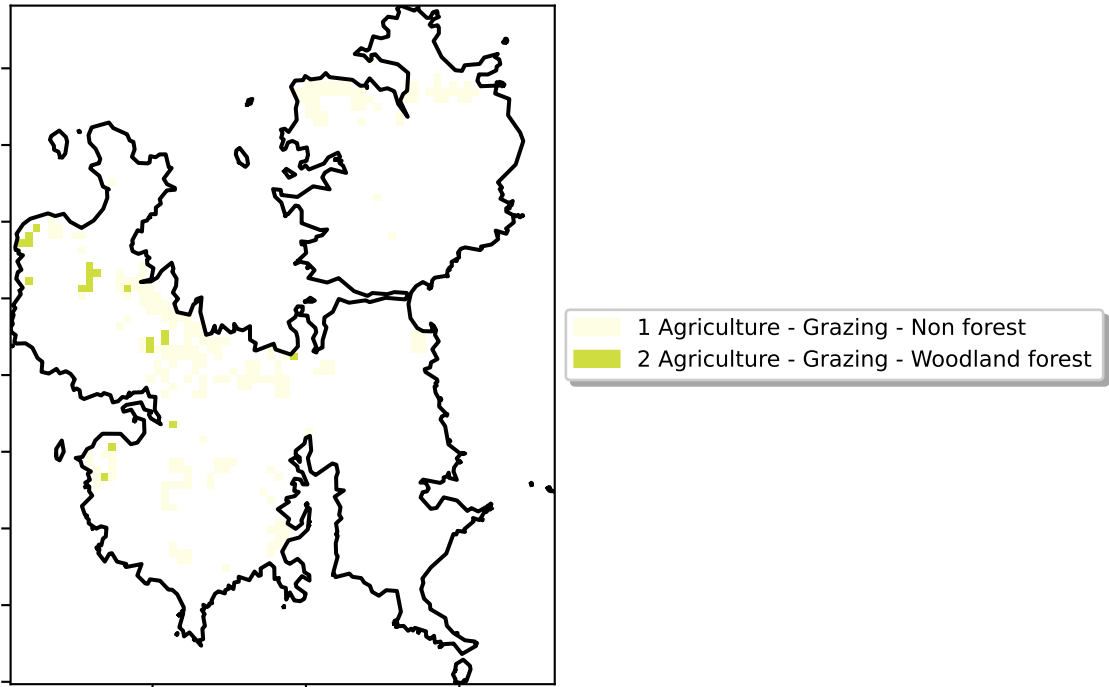 1 Agriculture - Grazing - Non forest
2 Agriculture - Grazing - Woodland forest